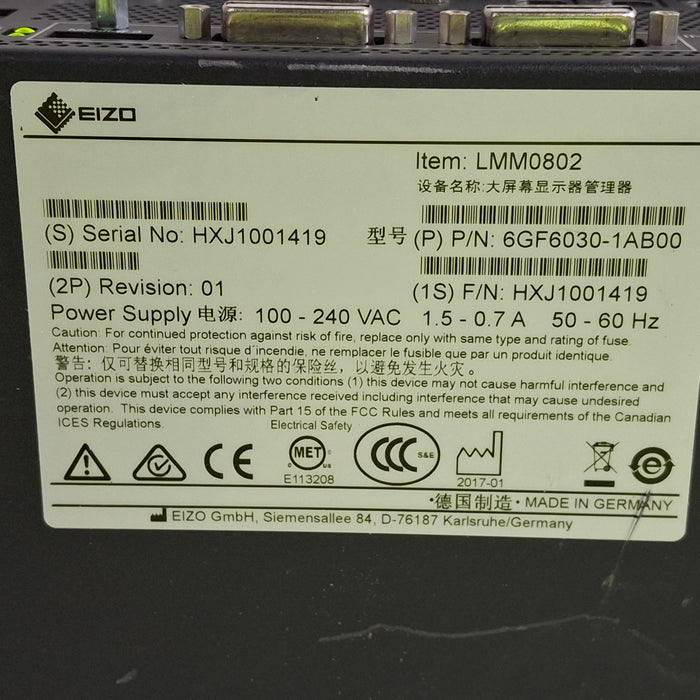 EIZO
Item: LMM0802
设备名称:大屏幕显示器管理器
(S) Serial No: HXJ1001419
型号 (P) P/N: 6GF6030-1AB00
(2P) Revision: 01
(1S) F/N: HXJ1001419
Power Supply 电源: 100 - 240 VAC 1.5 - 0.7 A 50 - 60 Hz
Caution: For continued protection against risk of fire, replace only with same type and rating of fuse.
Attention: Pour éviter tout risque d'incendie, ne remplacer le fusible que par un produit identique.
警告: 仅可替换相同型号和规格的保险丝，以避免发生火灾。
Operation is subject to the following two conditions (1) this device may not cause harmful interference and
(2) this device must accept any interference received including interference that may cause undesired
operation. This device complies with Part 15 of the FCC Rules and meets all requirements of the Canadian
ICES Regulations.
Electrical Safety
CE
MET
C US
E113208
CCC S&E
2017-01
e
·德国制造· MADE IN GERMANY
EIZO GmbH, Siemensallee 84, D-76187 Karlsruhe/Germany